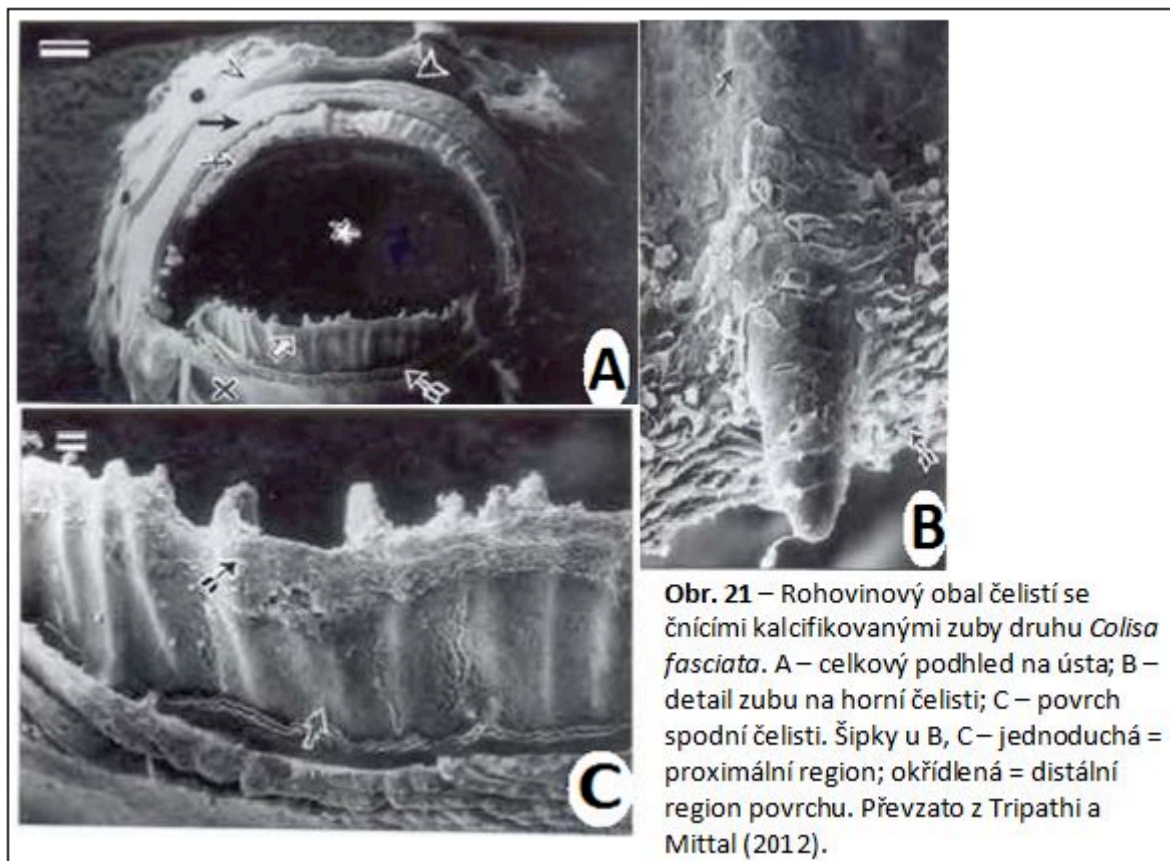 A
B
C
Obr. 21 – Rohovinový obal čelistí se
čnícími kalcifikovanými zuby druhu Colisa
fasciata. A – celkový podhled na ústa; B –
detail zubu na horní čelisti; C – povrch
spodní čelisti. Šipky u B, C – jednoduchá =
proximální region; okřídlená = distální
region povrchu. Převzato z Tripathi a
Mittal (2012).